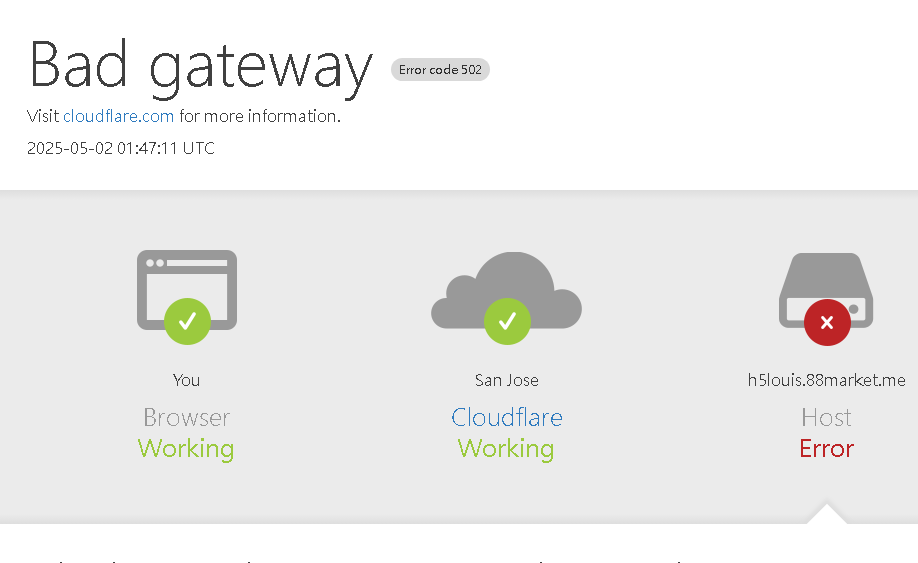 Bad gateway Error code 502
Visit cloudflare.com for more information.
2025-05-02 01:47:11 UTC
You
Browser
Working
San Jose
Cloudflare
Working
h5louis.88market.me
Host
Error